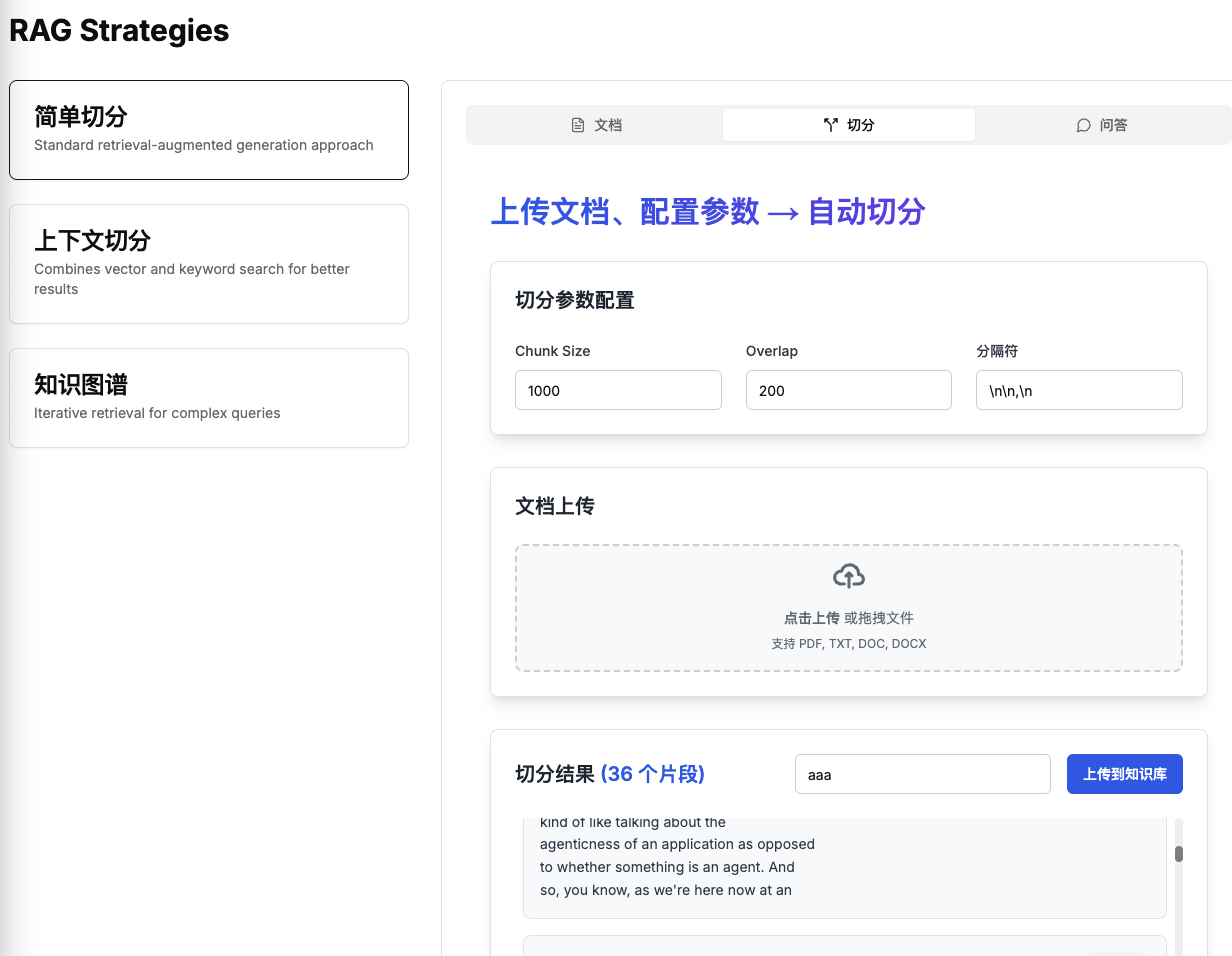 RAG Strategies
简单切分
Standard retrieval-augmented generation approach
上下文切分
Combines vector and keyword search for better
results
知识图谱
Iterative retrieval for complex queries
文档
切分
问答
上传文档、配置参数 → 自动切分
切分参数配置
Chunk Size
Overlap
分隔符
1000
200
\n\n,\n
文档上传
点击上传 或拖拽文件
支持 PDF, TXT, DOC, DOCX
切分结果 (36 个片段)
aaa
上传到知识库
kind of like talking about the
agenticness of an application as opposed
to whether something is an agent. And
so, you know, as we're here now at an